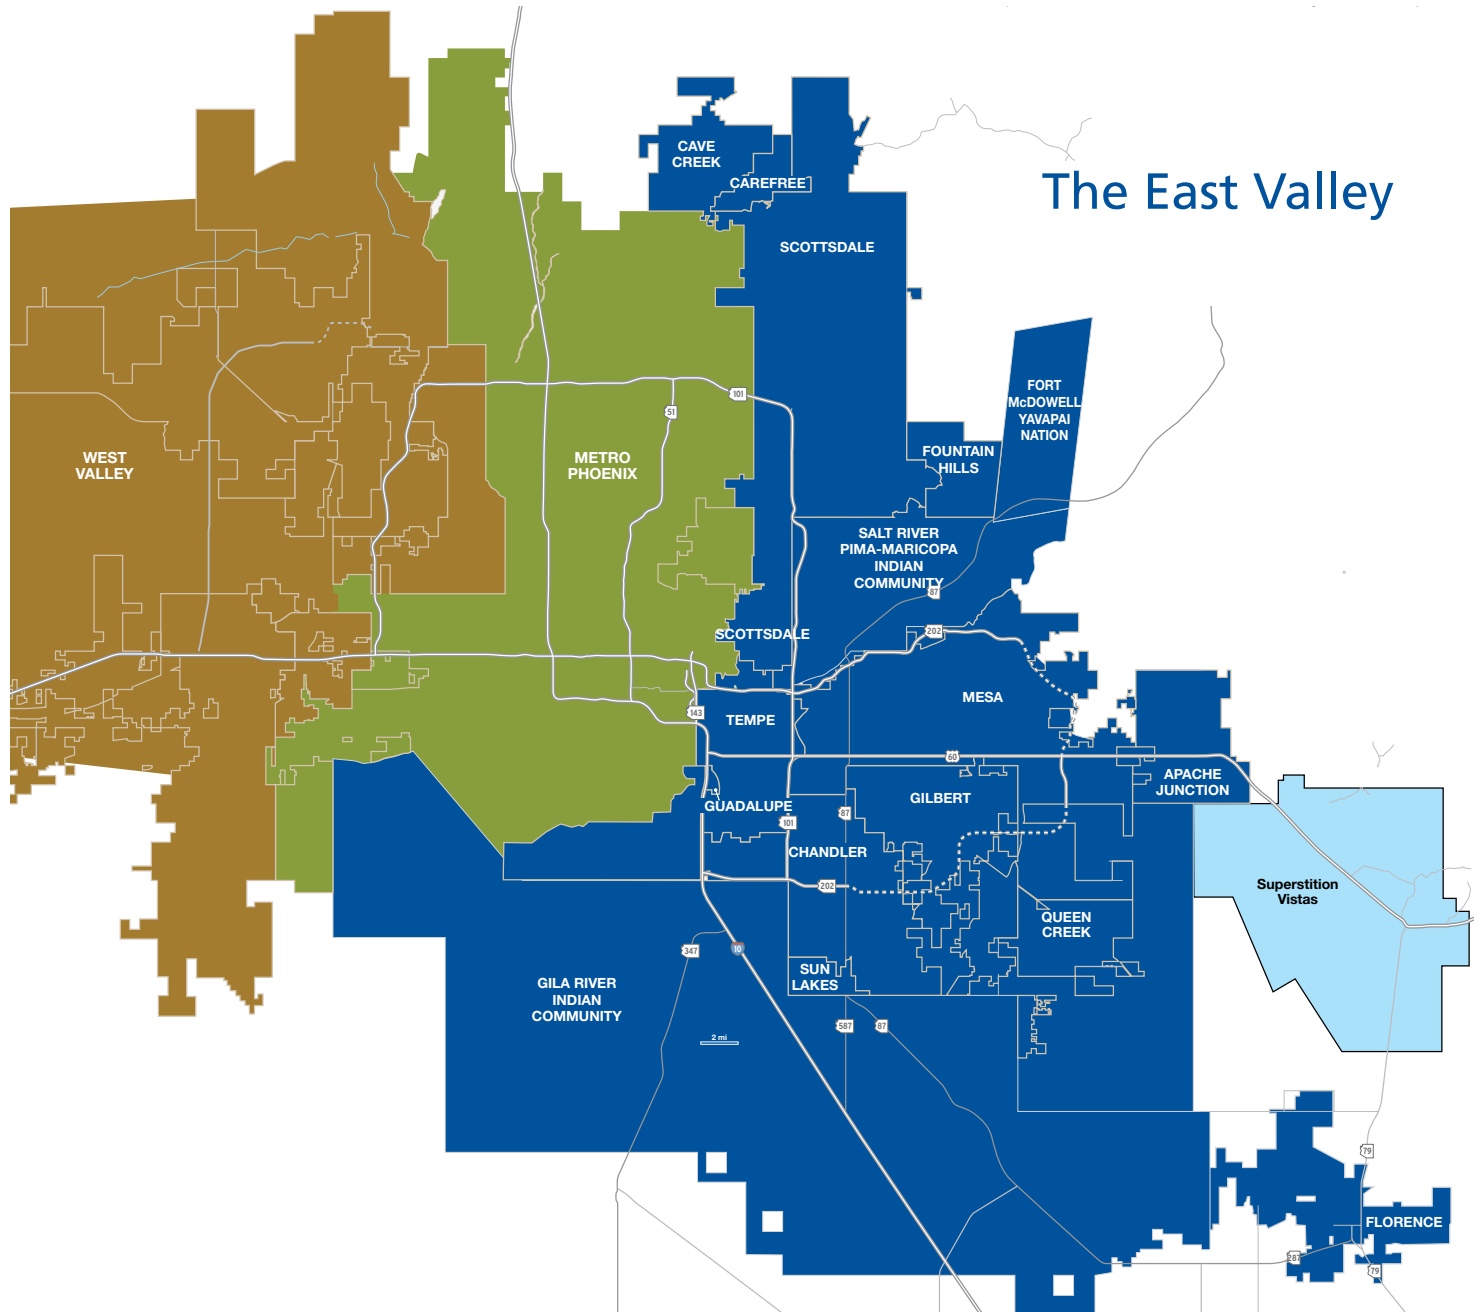 The East Valley
CAVE
CREEK
CAREFREE
SCOTTSDALE
FORT
McDOWELL
YAVAPAI
NATION
101
51
WEST
VALLEY
METRO
PHOENIX
FOUNTAIN
HILLS
SALT RIVER
PIMA-MARICOPA
INDIAN
COMMUNITY
87
202
SCOTTSDALE
MESA
143
TEMPE
60
APACHE
JUNCTION
GUADALUPE
GILBERT
87
101
CHANDLER
202
Superstition
Vistas
QUEEN
CREEK
347
10
SUN
LAKES
GILA RIVER
INDIAN
COMMUNITY
587
87
2 mi
79
FLORENCE
287
79